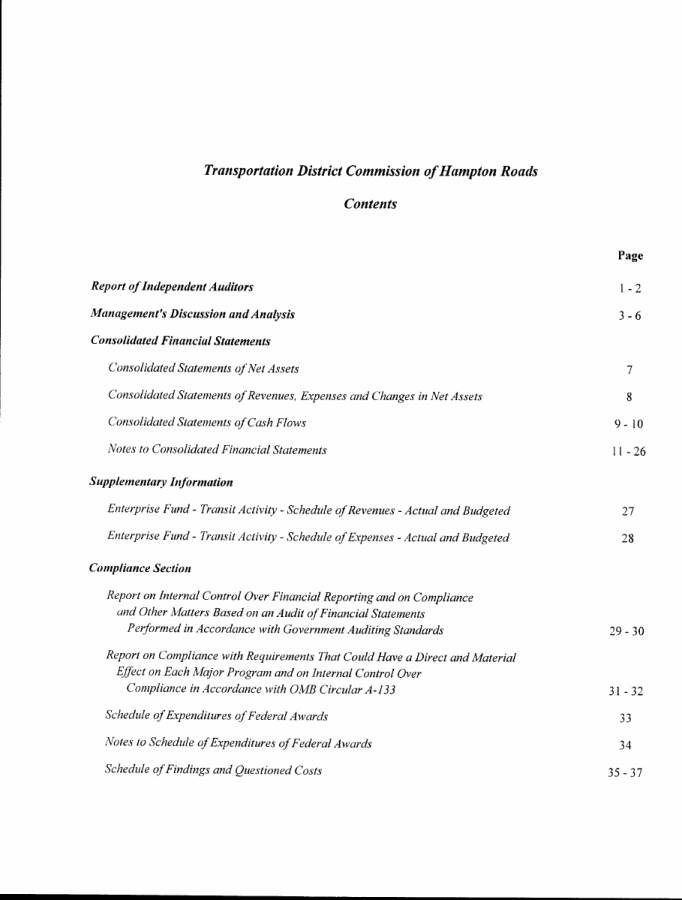 Transportation District Commission of Hampton Roads
Contents
Page
Report of Independent Auditors 1 - 2
Management's Discussion and Analysis 3 - 6
Consolidated Financial Statements
Consolidated Statements of Net Assets 7
Consolidated Statements of Revenues, Expenses and Changes in Net Assets 8
Consolidated Statements of Cash Flows 9 - 10
Notes to Consolidated Financial Statements 11 - 26
Supplementary Information
Enterprise Fund - Transit Activity - Schedule of Revenues - Actual and Budgeted 27
Enterprise Fund - Transit Activity - Schedule of Expenses - Actual and Budgeted 28
Compliance Section
Report on Internal Control Over Financial Reporting and on Compliance
and Other Matters Based on an Audit of Financial Statements
Performed in Accordance with Government Auditing Standards 29 - 30
Report on Compliance with Requirements That Could Have a Direct and Material
Effect on Each Major Program and on Internal Control Over
Compliance in Accordance with OMB Circular A-133 31 - 32
Schedule of Expenditures of Federal Awards 33
Notes to Schedule of Expenditures of Federal Awards 34
Schedule of Findings and Questioned Costs 35 - 37